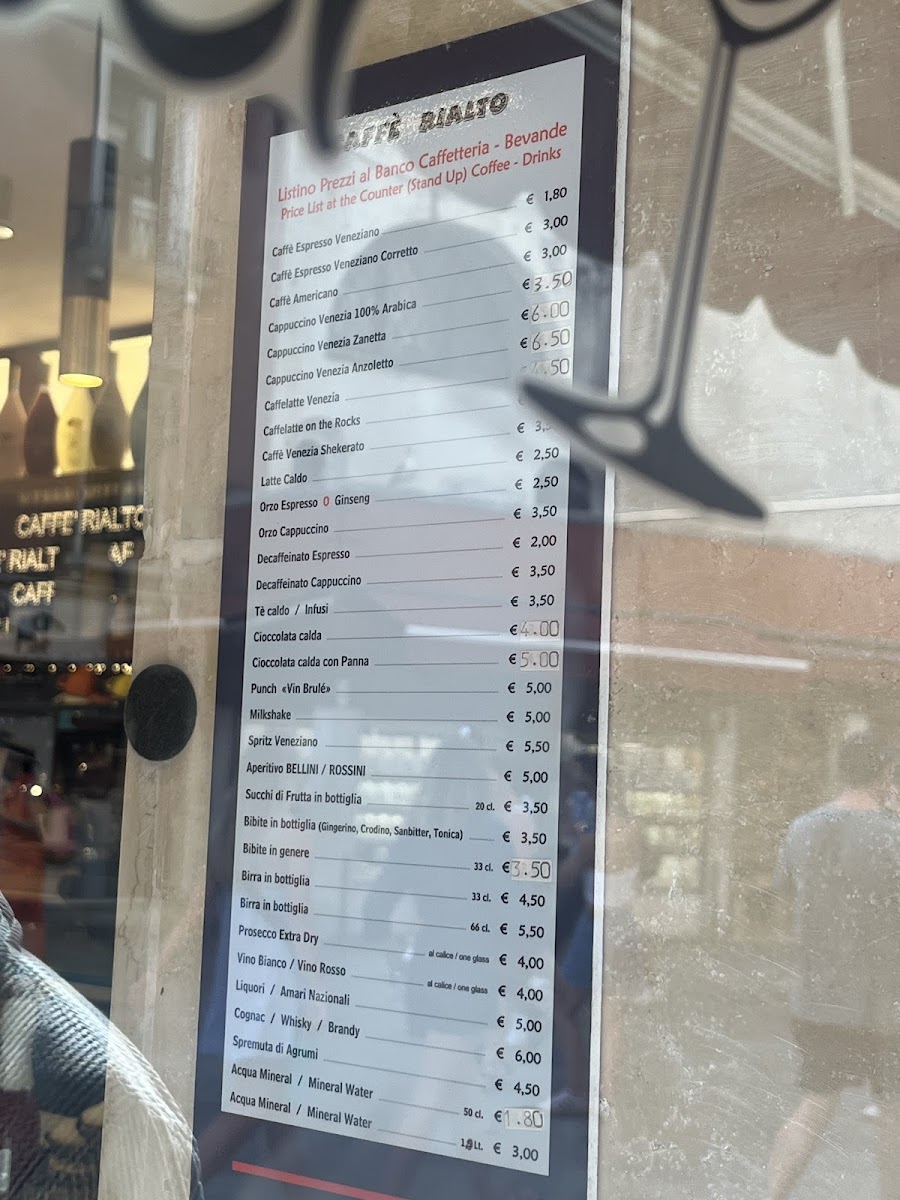 CAFFÈ RIALTO
Listino Prezzi al Banco Caffetteria - Bevande
Price List at the Counter (Stand Up) Coffee - Drinks
Caffè Espresso Veneziano € 1,80
Caffè Espresso Veneziano Corretto € 3,00
Caffè Americano € 3,00
Cappuccino Venezia 100% Arabica € 3.50
Cappuccino Venezia Zanetta € 6.00
Cappuccino Venezia Anzoletto € 6.50
Caffelatte Venezia
Caffelatte on the Rocks
Caffè Venezia Shekerato €
Latte Caldo € 2,50
Orzo Espresso O Ginseng € 2,50
Orzo Cappuccino € 3,50
Decaffeinato Espresso € 2,00
Decaffeinato Cappuccino € 3,50
Tè caldo / Infusi € 3,50
Cioccolata calda € 4.00
Cioccolata calda con Panna € 5.00
Punch «Vin Brulé» € 5,00
Milkshake € 5,00
Spritz Veneziano € 5,50
Aperitivo BELLINI / ROSSINI € 5,00
Succhi di Frutta in bottiglia 20 cl. € 3,50
Bibite in bottiglia (Gingerino, Crodino, Sanbitter, Tonica) € 3,50
Bibite in genere 33 cl. € 3.50
Birra in bottiglia 33 cl. € 4,50
Birra in bottiglia 66 cl. € 5,50
Prosecco Extra Dry al calice / one glass € 4,00
Vino Bianco / Vino Rosso al calice / one glass € 4,00
Liquori / Amari Nazionali € 5,00
Cognac / Whisky / Brandy € 6,00
Spremuta di Agrumi € 4,50
Acqua Mineral / Mineral Water 50 cl. € 1.80
Acqua Mineral / Mineral Water Lt. € 3,00
CAFFE' RIALTO